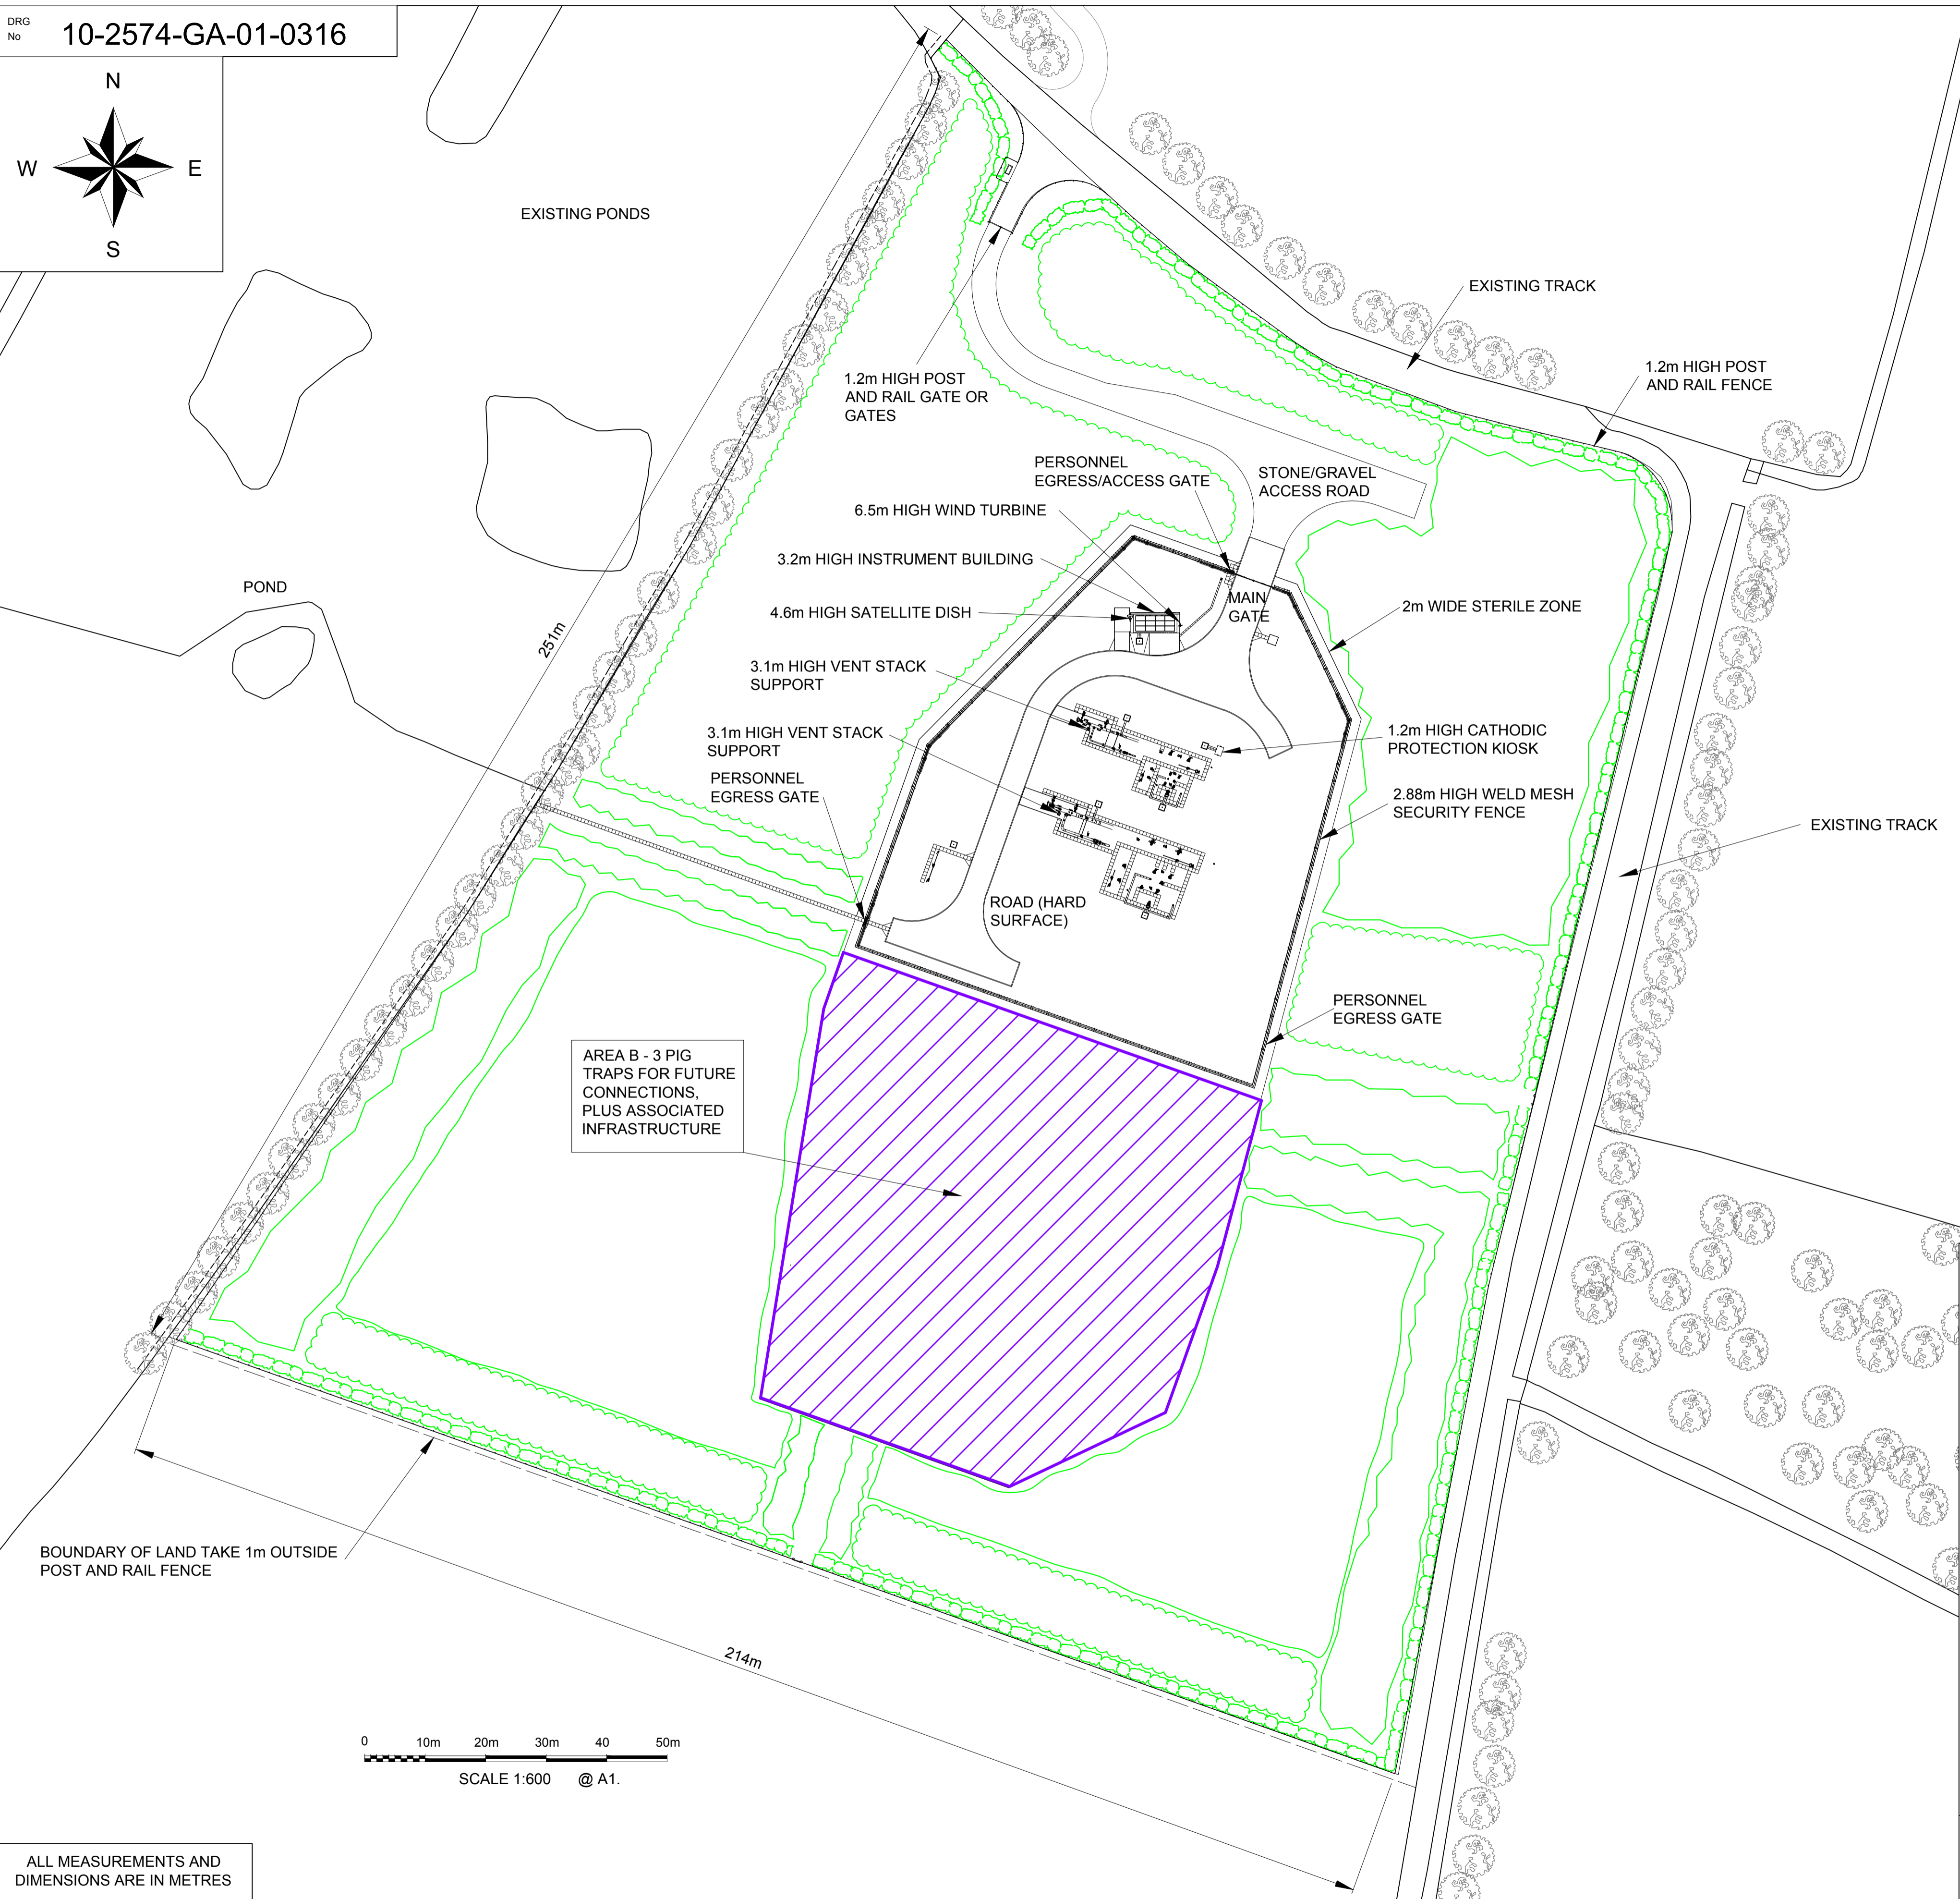 DRG
No
10-2574-GA-01-0316
N
W
E
S
EXISTING PONDS
EXISTING TRACK
1.2m HIGH POST
AND RAIL FENCE
1.2m HIGH POST
AND RAIL GATE OR
GATES
PERSONNEL
EGRESS/ACCESS GATE
STONE/GRAVEL
ACCESS ROAD
6.5m HIGH WIND TURBINE
3.2m HIGH INSTRUMENT BUILDING
POND
MAIN
GATE
2m WIDE STERILE ZONE
4.6m HIGH SATELLITE DISH
251m
3.1m HIGH VENT STACK
SUPPORT
3.1m HIGH VENT STACK
SUPPORT
1.2m HIGH CATHODIC
PROTECTION KIOSK
PERSONNEL
EGRESS GATE
2.88m HIGH WELD MESH
SECURITY FENCE
EXISTING TRACK
ROAD (HARD
SURFACE)
PERSONNEL
EGRESS GATE
AREA B - 3 PIG
TRAPS FOR FUTURE
CONNECTIONS,
PLUS ASSOCIATED
INFRASTRUCTURE
BOUNDARY OF LAND TAKE 1m OUTSIDE
POST AND RAIL FENCE
214m
0 10m 20m 30m 40 50m
SCALE 1:600 @ A1.
ALL MEASUREMENTS AND
DIMENSIONS ARE IN METRES